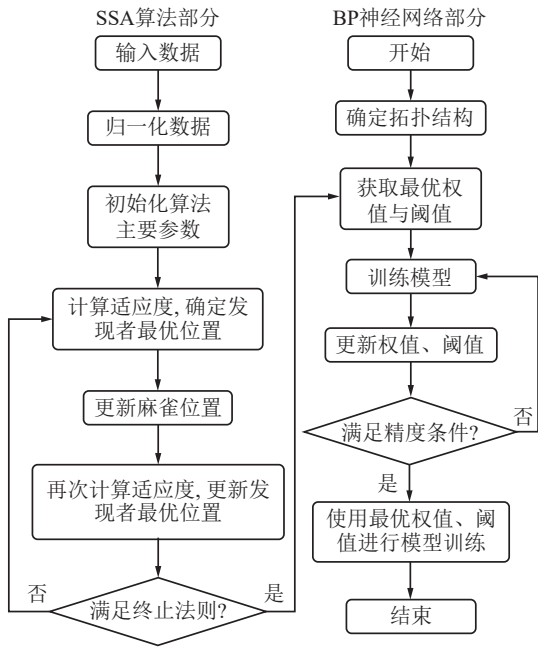 SSA算法部分
输入数据
归一化数据
初始化算法
主要参数
计算适应度, 确定发
现者最优位置
更新麻雀位置
再次计算适应度, 更新发
现者最优位置
满足终止法则?
否
是
BP神经网络部分
开始
确定拓扑结构
获取最优权
值与阈值
训练模型
更新权值、阈值
满足精度条件?
否
是
使用最优权值、阈
值进行模型训练
结束